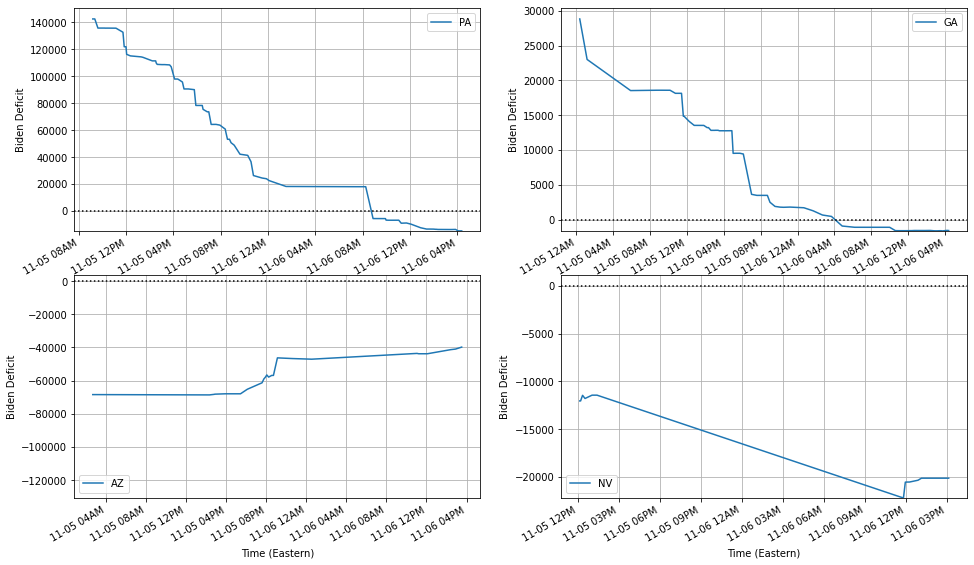 PA
Biden Deficit
140000
120000
100000
80000
60000
40000
20000
0
11-05 08AM
11-05 12PM
11-05 04PM
11-05 08PM
11-06 12AM
11-06 04AM
11-06 08AM
11-06 12PM
11-06 04PM
GA
Biden Deficit
30000
25000
20000
15000
10000
5000
0
11-05 12AM
11-05 04AM
11-05 08AM
11-05 12PM
11-05 04PM
11-05 08PM
11-06 12AM
11-06 04AM
11-06 08AM
11-06 12PM
11-06 04PM
AZ
Biden Deficit
0
−20000
−40000
−60000
−80000
−100000
−120000
11-05 04AM
11-05 08AM
11-05 12PM
11-05 04PM
11-05 08PM
11-06 12AM
11-06 04AM
11-06 08AM
11-06 12PM
11-06 04PM
Time (Eastern)
NV
Biden Deficit
0
−5000
−10000
−15000
−20000
11-05 12PM
11-05 03PM
11-05 06PM
11-05 09PM
11-06 12AM
11-06 03AM
11-06 06AM
11-06 09AM
11-06 12PM
11-06 03PM
Time (Eastern)